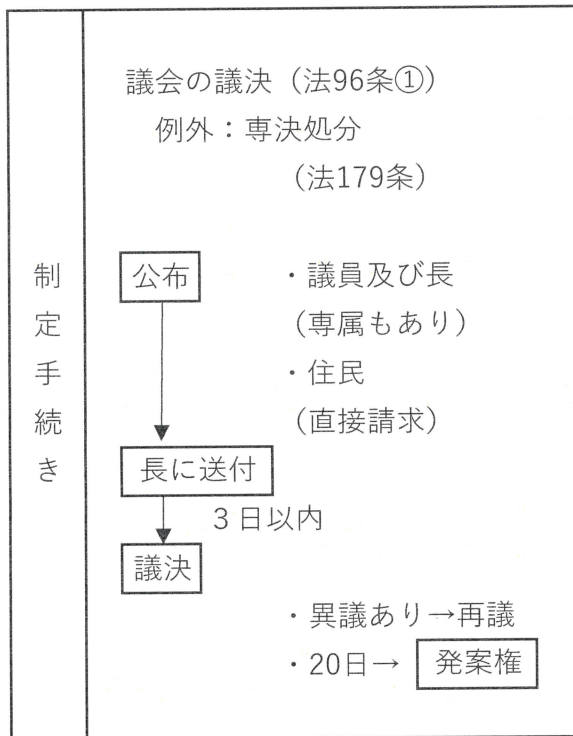 制定手続き
議会の議決（法96条①）
例外：専決処分
（法179条）
公布
・議員及び長
（専属もあり）
・住民
（直接請求）
長に送付
３日以内
議決
・異議あり→再議
・20日→ 発案権